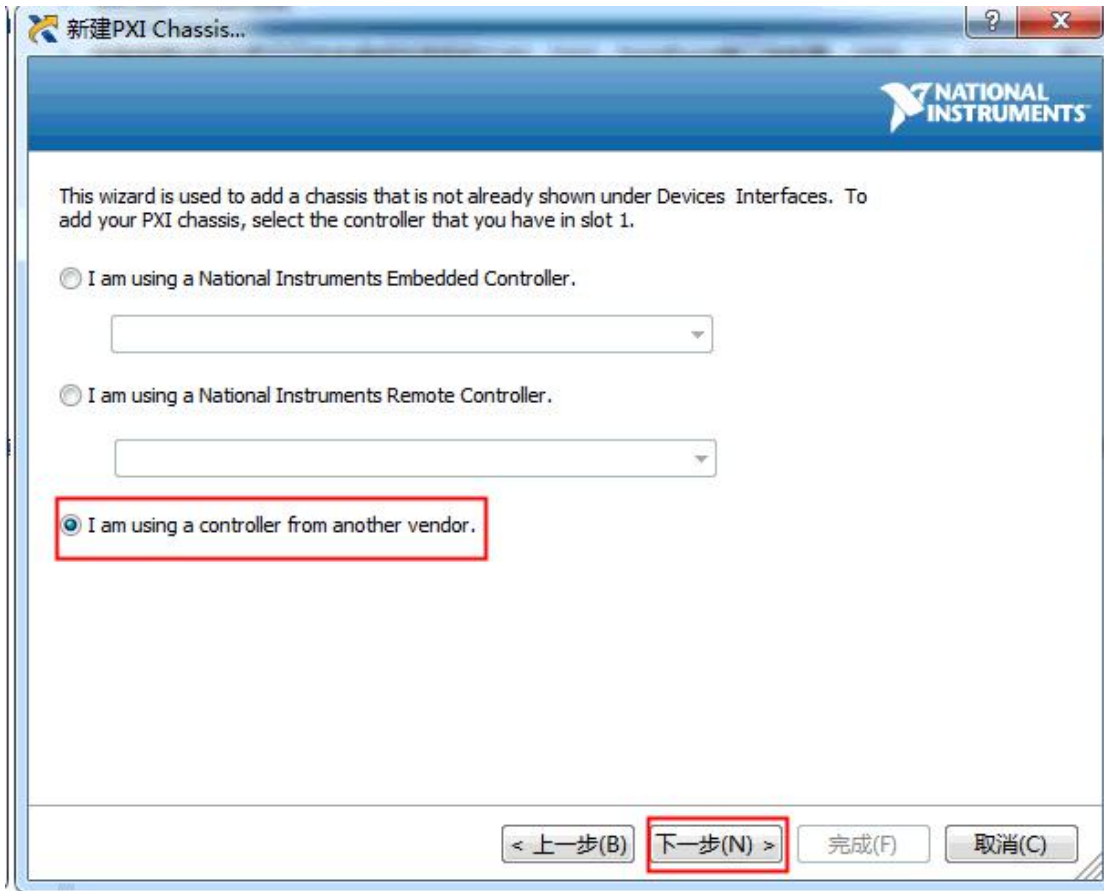 新建PXI Chassis...
NATIONAL
INSTRUMENTS
This wizard is used to add a chassis that is not already shown under Devices Interfaces. To
add your PXI chassis, select the controller that you have in slot 1.
I am using a National Instruments Embedded Controller.
I am using a National Instruments Remote Controller.
I am using a controller from another vendor.
< 上一步(B) 下一步(N) > 完成(F) 取消(C)